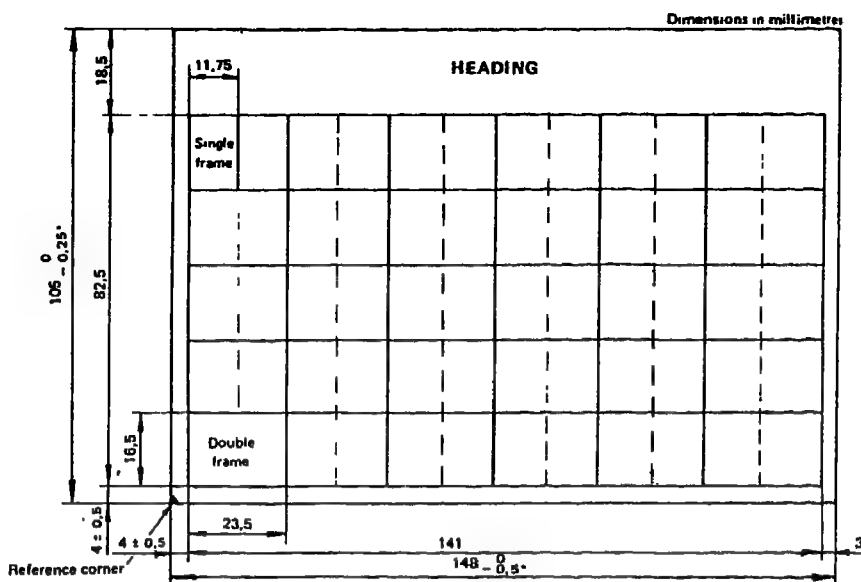 Dimensions in millimetres
11,75
HEADING
18,5
Single
frame
105 0 - 0,25*
82,5
16,5
Double
frame
23,5
4 ± 0,5
4 ± 0,5
141
3
Reference corner
148 0 - 0,5*